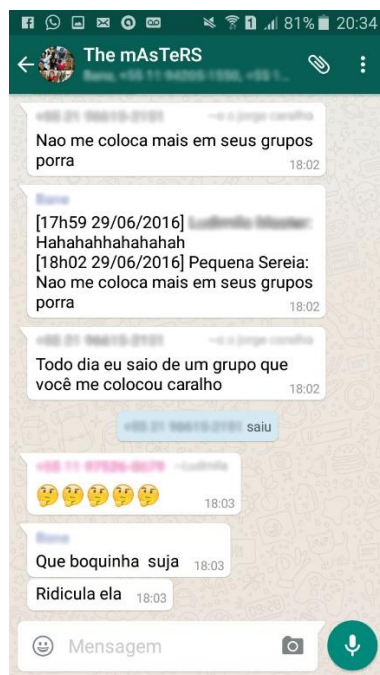 81% 20:34
The mAsTeRS
Nao me coloca mais em seus grupos
porra
18:02
[17h59 29/06/2016]
Hahahahhahahahah
[18h02 29/06/2016] Pequena Sereia:
Nao me coloca mais em seus grupos
porra
18:02
Todo dia eu saio de um grupo que
você me colocou caralho
18:02
saiu
18:03
Que boquinha suja 18:03
Ridicula ela 18:03
Mensagem